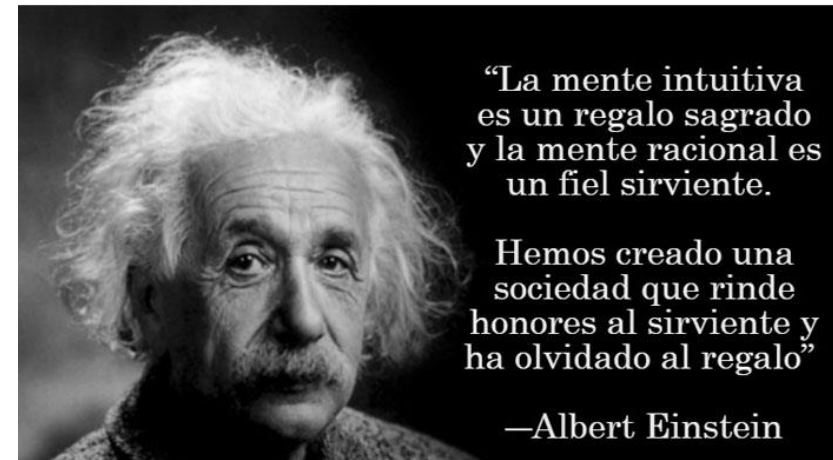 “La mente intuitiva
es un regalo sagrado
y la mente racional es
un fiel sirviente.
Hemos creado una
sociedad que rinde
honores al sirviente y
ha olvidado al regalo”
—Albert Einstein